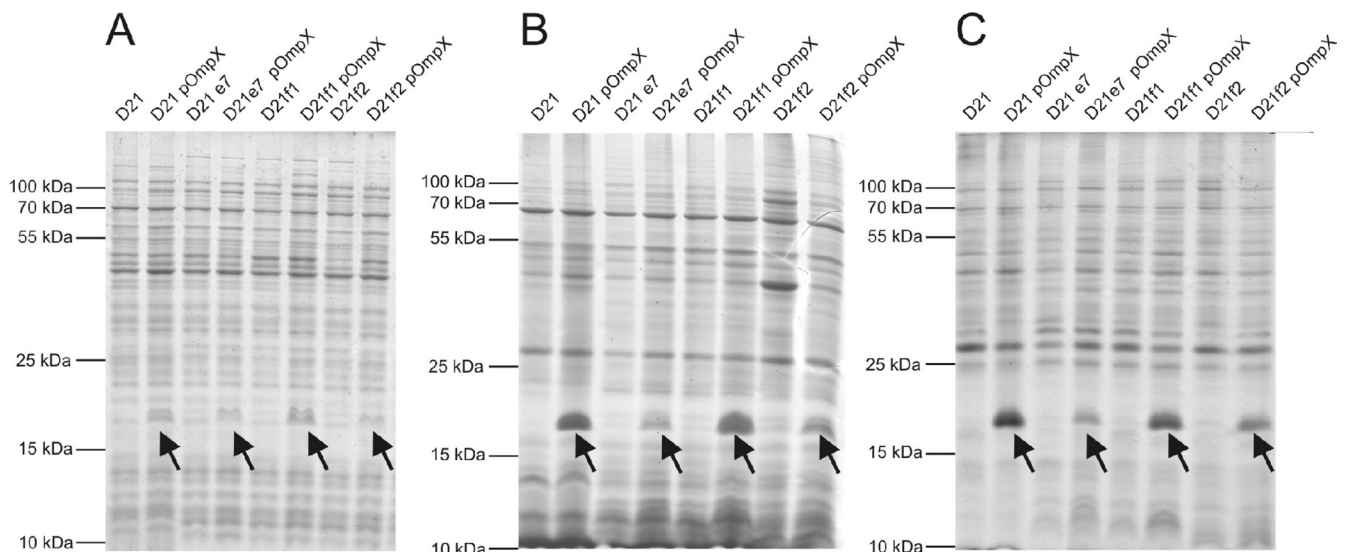 A
D21
D21 pOmpX
D21 e7
D21e7 pOmpX
D21f1
D21f1 pOmpX
D21f2
D21f2 pOmpX
100 kDa
70 kDa
55 kDa
25 kDa
15 kDa
10 kDa
B
D21
D21 pOmpX
D21 e7
D21e7 pOmpX
D21f1
D21f1 pOmpX
D21f2
D21f2 pOmpX
100 kDa
70 kDa
55 kDa
25 kDa
15 kDa
10 kDa
C
D21
D21 pOmpX
D21 e7
D21e7 pOmpX
D21f1
D21f1 pOmpX
D21f2
D21f2 pOmpX
100 kDa
70 kDa
55 kDa
25 kDa
15 kDa
10 kDa